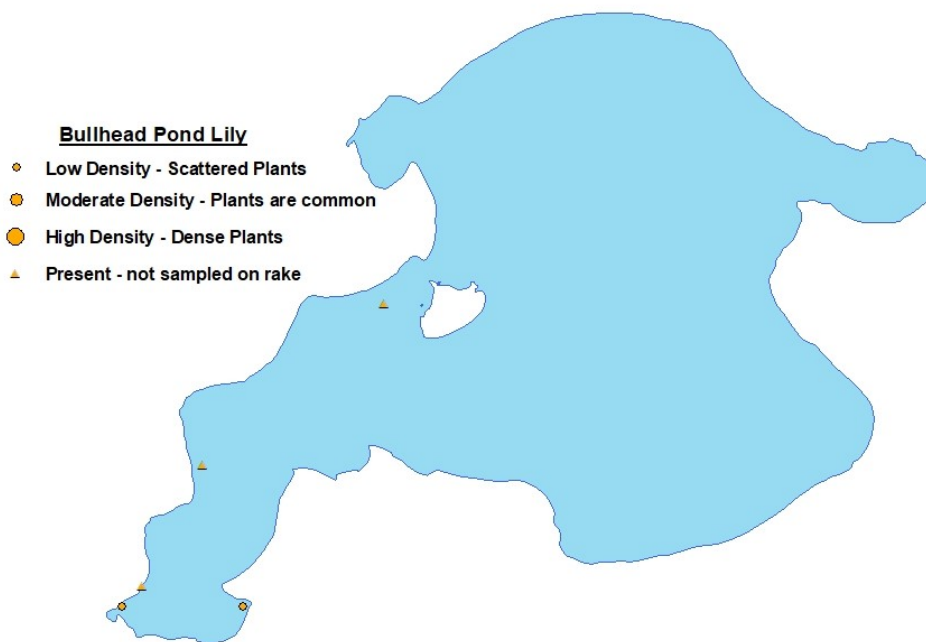 Bullhead Pond Lily
Low Density - Scattered Plants
Moderate Density - Plants are common
High Density - Dense Plants
Present - not sampled on rake